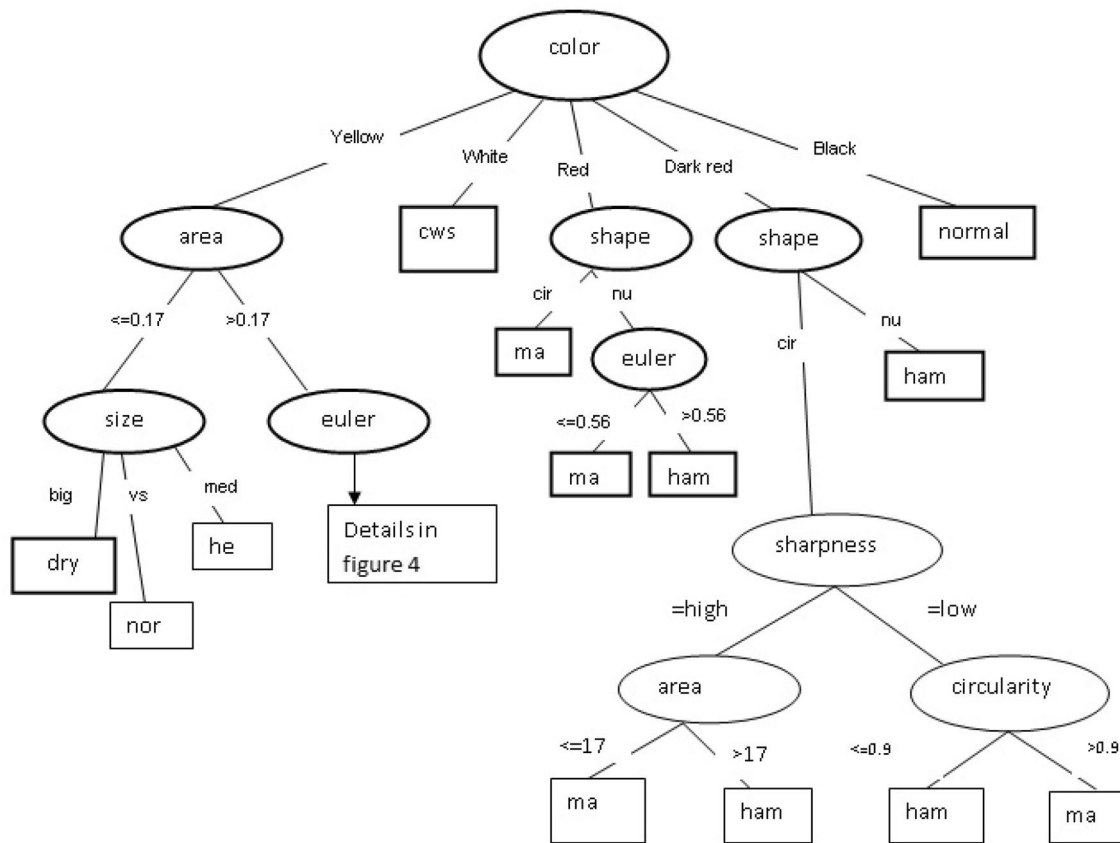 color
Yellow
White
Red
Dark red
Black
area
cws
shape
shape
normal
<=0.17
>0.17
cir
nu
cir
nu
ma
euler
ham
size
euler
<=0.56
>0.56
big
vs
med
ma
ham
dry
nor
he
Details in
figure 4
sharpness
=high
=low
area
circularity
<=17
>17
<=0.9
>0.9
ma
ham
ham
ma